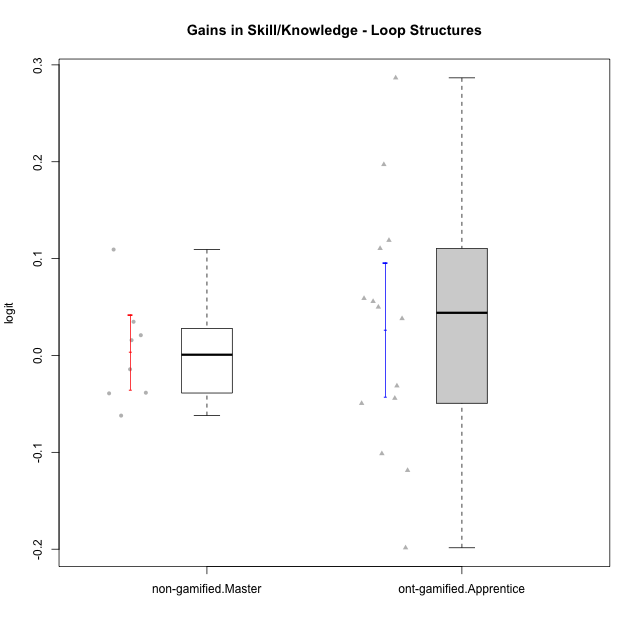 Gains in Skill/Knowledge - Loop Structures
0.3
0.2
0.1
0.0
-0.1
-0.2
logit
non-gamified.Master
ont-gamified.Apprentice